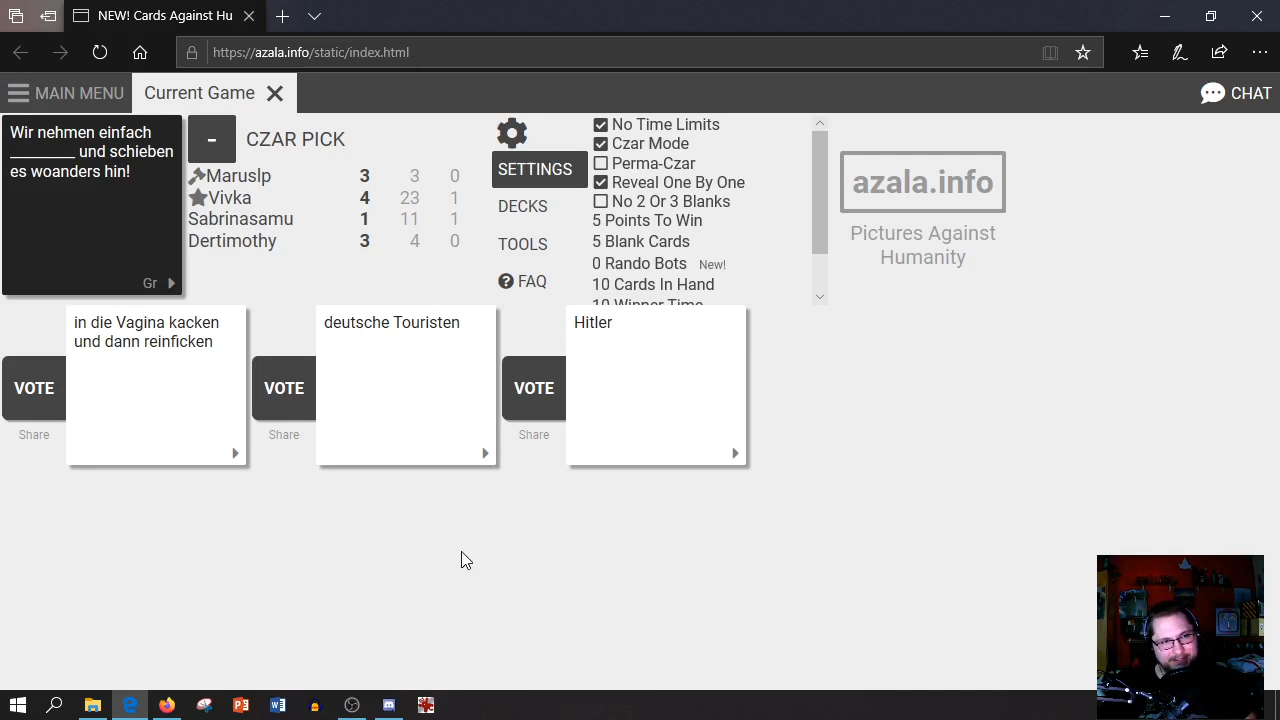 NEW! Cards Against Hu
https://azala.info/static/index.html
MAIN MENU
Current Game
CHAT
Wir nehmen einfach
________ und schieben
es woanders hin!
Gr
-
CZAR PICK
Maruslp 3 3 0
Vivka 4 23 1
Sabrinasamu 1 11 1
Dertimothy 3 4 0
SETTINGS
DECKS
TOOLS
FAQ
No Time Limits
Czar Mode
Perma-Czar
Reveal One By One
No 2 Or 3 Blanks
5 Points To Win
5 Blank Cards
0 Rando Bots New!
10 Cards In Hand
10 Winner Time
azala.info
Pictures Against
Humanity
VOTE
Share
in die Vagina kacken
und dann reinficken
VOTE
Share
deutsche Touristen
VOTE
Share
Hitler